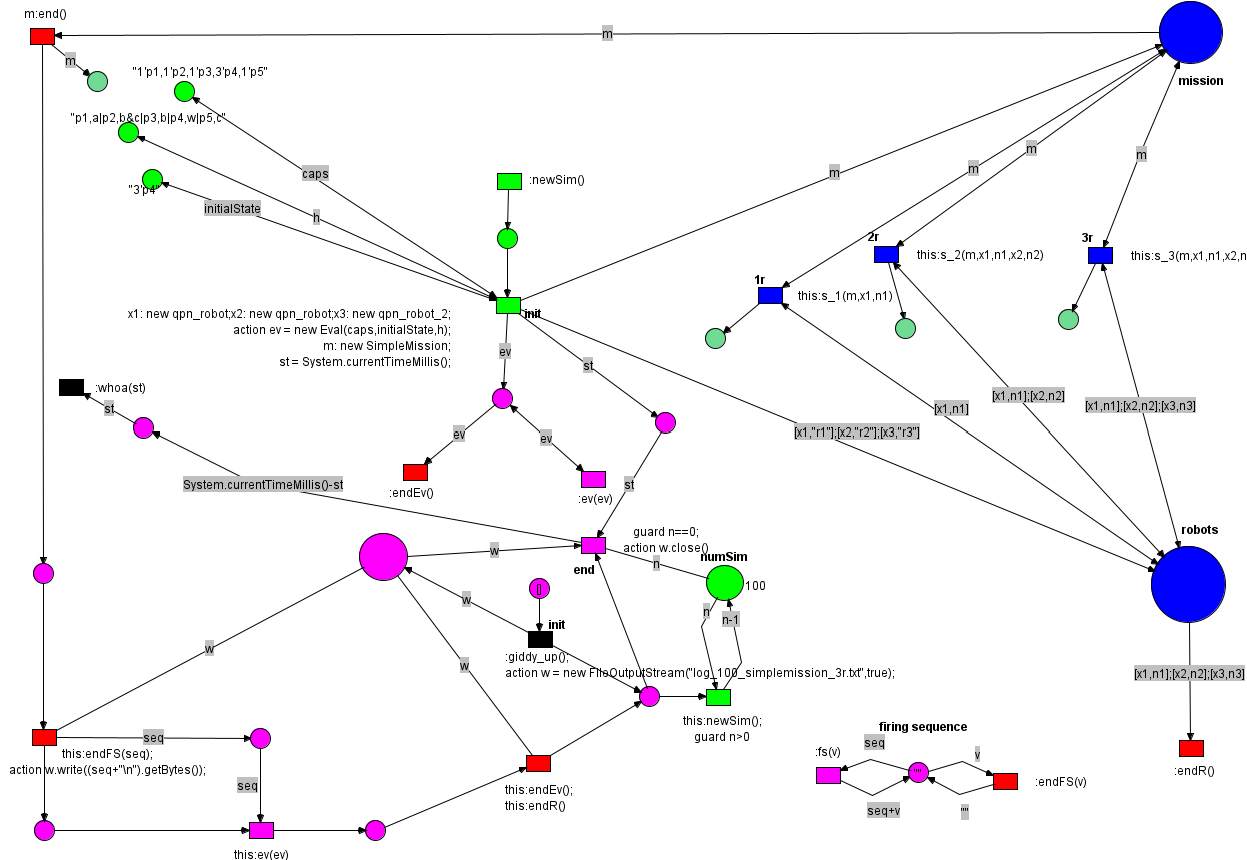 m:end()
m
m
mission
m
"1'p1,1'p2,1'p3,3'p4,1'p5"
"p1,a|p2,b&c|p3,b|p4,w|p5,c"
"3'p4"
caps
h
initialState
:newSim()
m
m
m
m
2r
this:s_2(m,x1,n1,x2,n2)
3r
this:s_3(m,x1,n1,x2,n
1r
this:s_1(m,x1,n1)
init
x1: new qpn_robot;x2: new qpn_robot;x3: new qpn_robot_2;
action ev = new Eval(caps,initialState,h);
m: new SimpleMission;
st = System.currentTimeMillis();
ev
st
:whoa(st)
st
[x1,n1]
[x1,n1];[x2,n2]
[x1,n1];[x2,n2];[x3,n3]
[x1,"r1"];[x2,"r2"];[x3,"r3"]
ev
ev
:endEv()
:ev(ev)
st
System.currentTimeMillis()-st
guard n==0;
action w.close()
end
w
n
numSim
100
robots
w
[]
init
:giddy_up();
action w = new FileOutputStream("log_100_simplemission_3r.txt",true);
n
n-1
w
w
this:newSim();
guard n>0
[x1,n1];[x2,n2];[x3,n3]
:endR()
seq
this:endFS(seq);
action w.write((seq+"\n").getBytes());
seq
this:endEv();
this:endR()
this:ev(ev)
firing sequence
:fs(v)
seq
v
""
:endFS(v)
seq+v
""